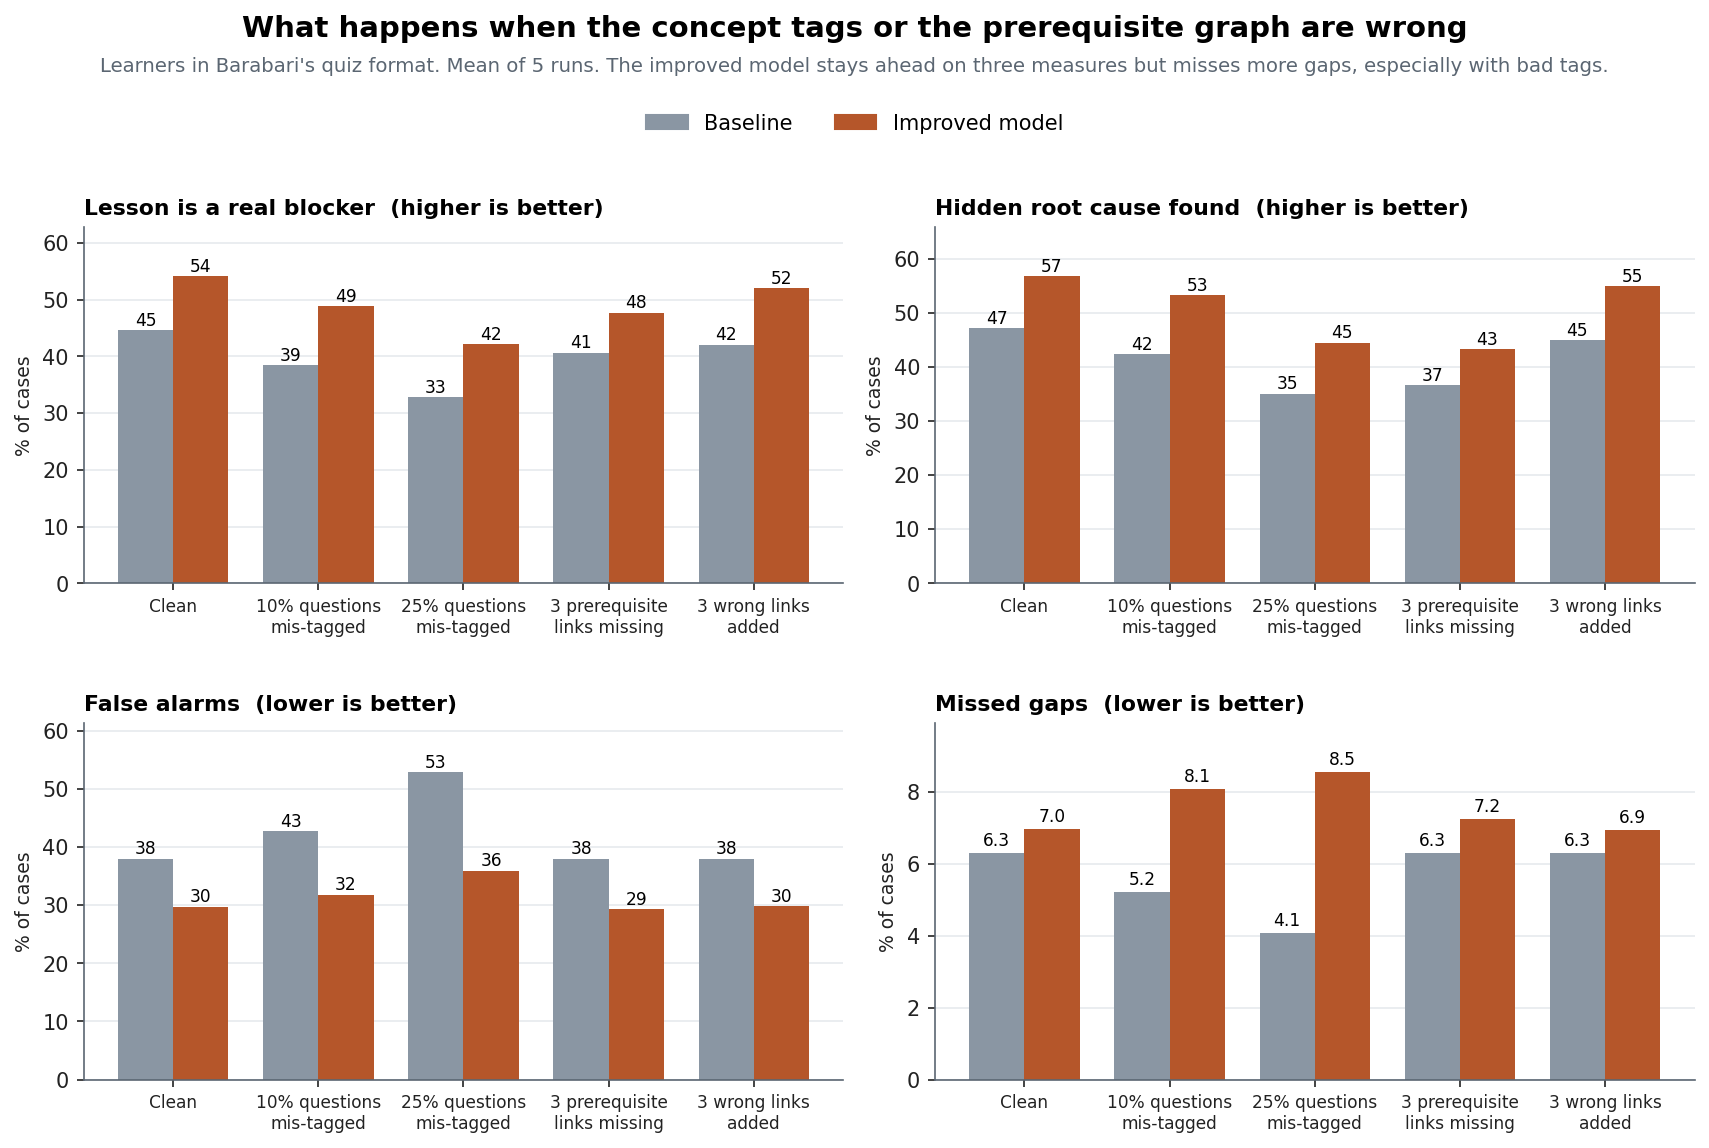 What happens when the concept tags or the prerequisite graph are wrong
Learners in Barabari's quiz format. Mean of 5 runs. The improved model stays ahead on three measures but misses more gaps, especially with bad tags.
Baseline
Improved model
Lesson is a real blocker (higher is better)
% of cases
60
50
40
30
20
10
0
45
54
39
49
33
42
41
48
42
52
Clean
10% questions
mis-tagged
25% questions
mis-tagged
3 prerequisite
links missing
3 wrong links
added
Hidden root cause found (higher is better)
% of cases
60
50
40
30
20
10
0
47
57
42
53
35
45
37
43
45
55
Clean
10% questions
mis-tagged
25% questions
mis-tagged
3 prerequisite
links missing
3 wrong links
added
False alarms (lower is better)
% of cases
60
50
40
30
20
10
0
38
30
43
32
53
36
38
29
38
30
Clean
10% questions
mis-tagged
25% questions
mis-tagged
3 prerequisite
links missing
3 wrong links
added
Missed gaps (lower is better)
% of cases
8
6
4
2
0
6.3
7.0
5.2
8.1
4.1
8.5
6.3
7.2
6.3
6.9
Clean
10% questions
mis-tagged
25% questions
mis-tagged
3 prerequisite
links missing
3 wrong links
added